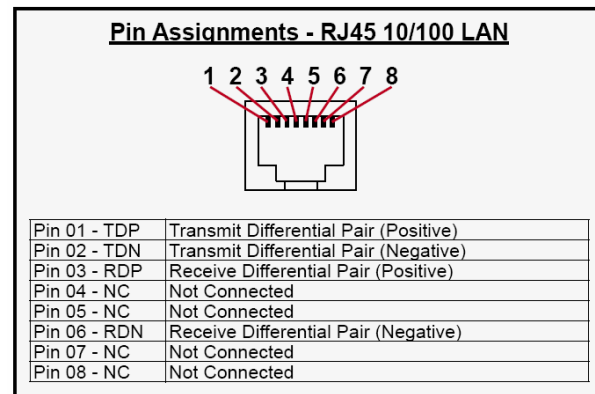 Pin Assignments - RJ45 10/100 LAN
1 2 3 4 5 6 7 8
Pin 01 - TDP Transmit Differential Pair (Positive)
Pin 02 - TDN Transmit Differential Pair (Negative)
Pin 03 - RDP Receive Differential Pair (Positive)
Pin 04 - NC Not Connected
Pin 05 - NC Not Connected
Pin 06 - RDN Receive Differential Pair (Negative)
Pin 07 - NC Not Connected
Pin 08 - NC Not Connected